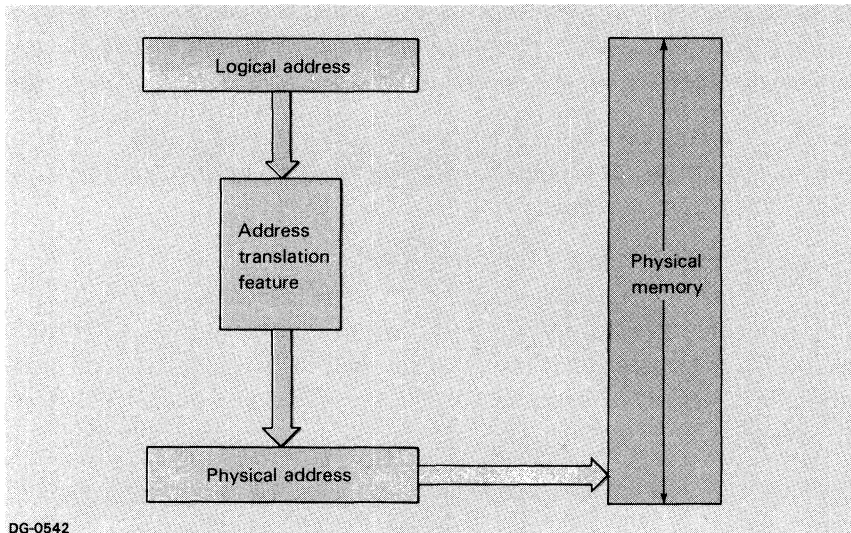 Logical address
Address
translation
feature
Physical
memory
Physical address
DG-0542